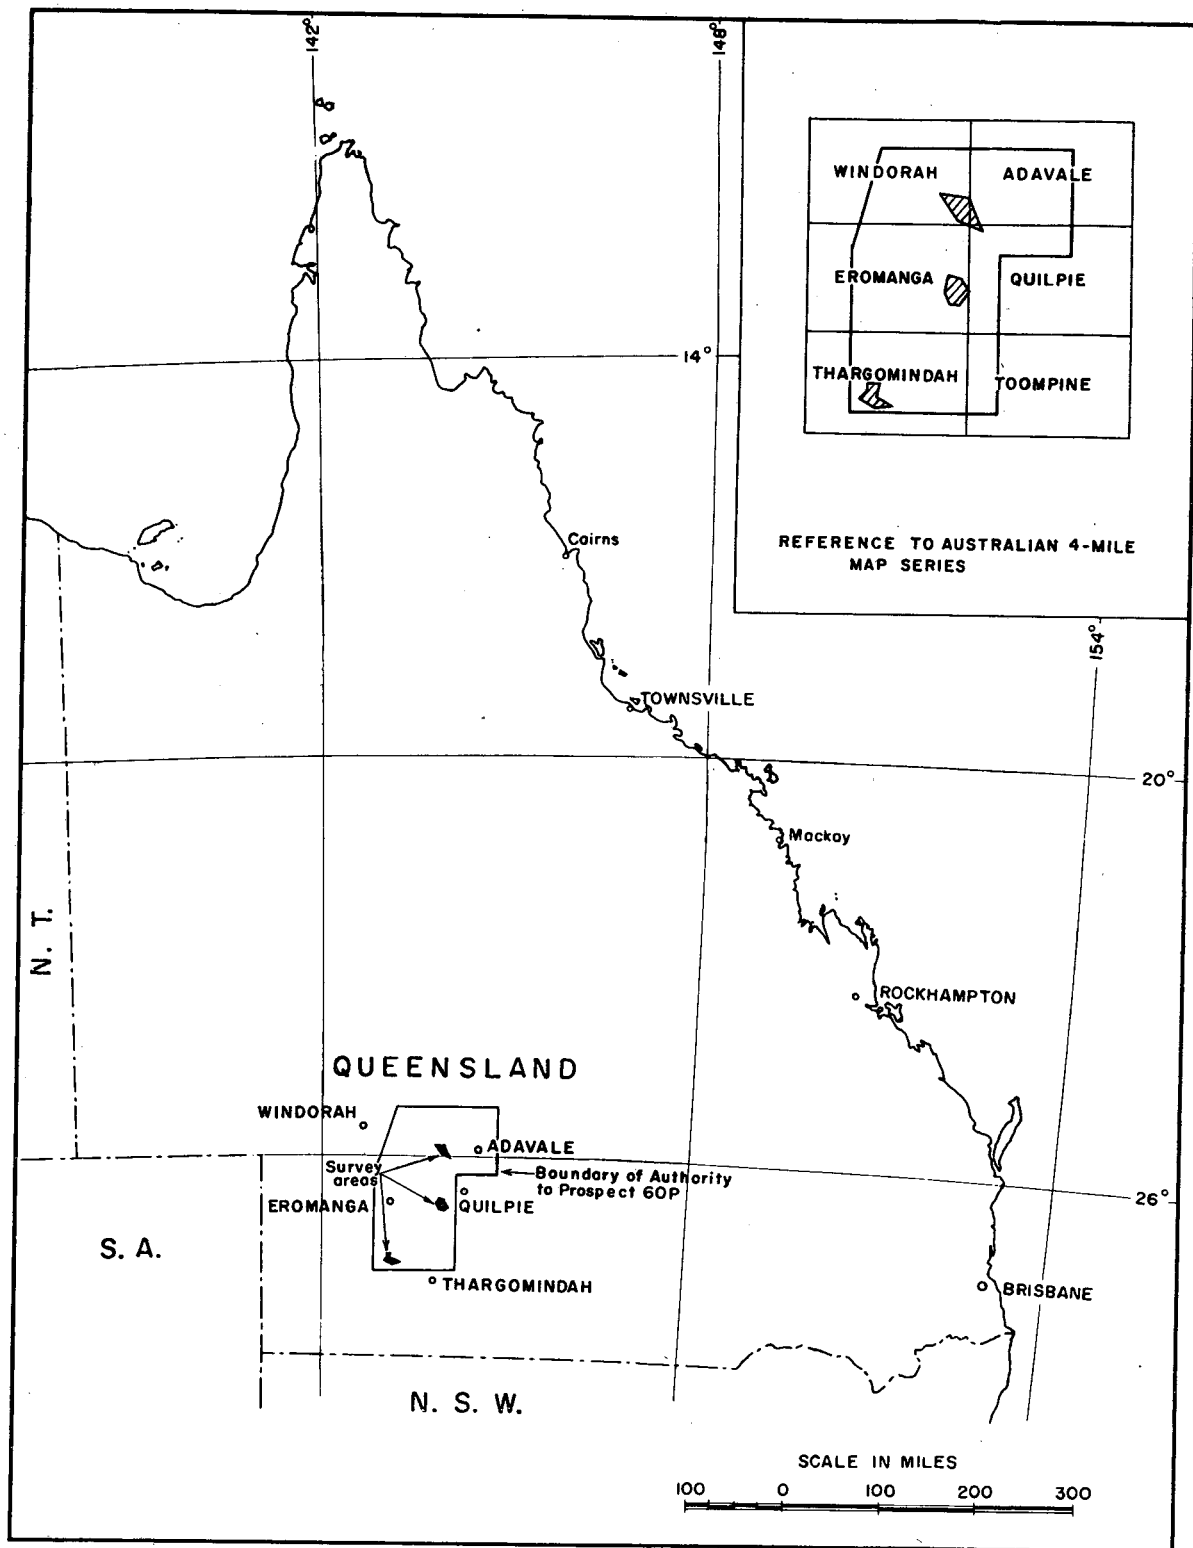 142°
148°
WINDORAH
ADAVALE
EROMANGA
QUILPIE
THARGOMINDAH
TOOMPINE
14°
REFERENCE TO AUSTRALIAN 4-MILE
MAP SERIES
Cairns
154°
TOWNSVILLE
20°
Mackay
N. T.
ROCKHAMPTON
QUEENSLAND
WINDORAH
ADAVALE
Survey
areas
Boundary of Authority
to Prospect 60P
EROMANGA
QUILPIE
26°
S. A.
THARGOMINDAH
BRISBANE
N. S. W.
SCALE IN MILES
100 0 100 200 300